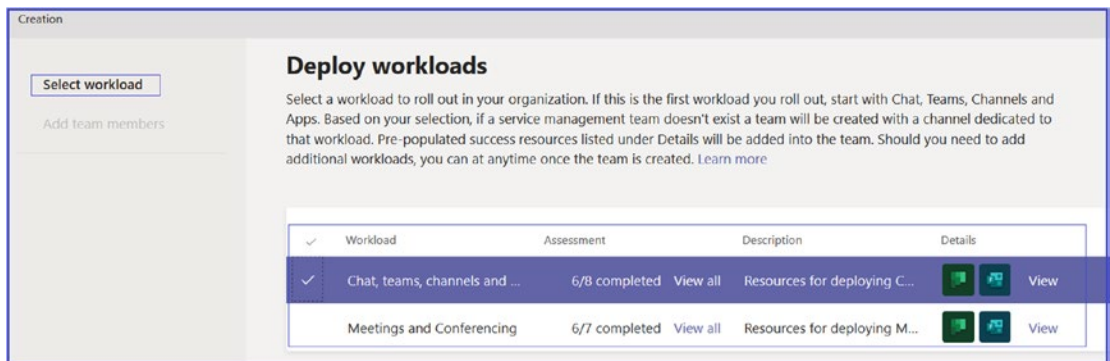 Creation
Select workload
Add team members
Deploy workloads
Select a workload to roll out in your organization. If this is the first workload you roll out, start with Chat, Teams, Channels and
Apps. Based on your selection, if a service management team doesn't exist a team will be created with a channel dedicated to
that workload. Pre-populated success resources listed under Details will be added into the team. Should you need to add
additional workloads, you can at anytime once the team is created. Learn more
Workload Assessment Description Details
Chat, teams, channels and ... 6/8 completed View all Resources for deploying C... View
Meetings and Conferencing 6/7 completed View all Resources for deploying M... View